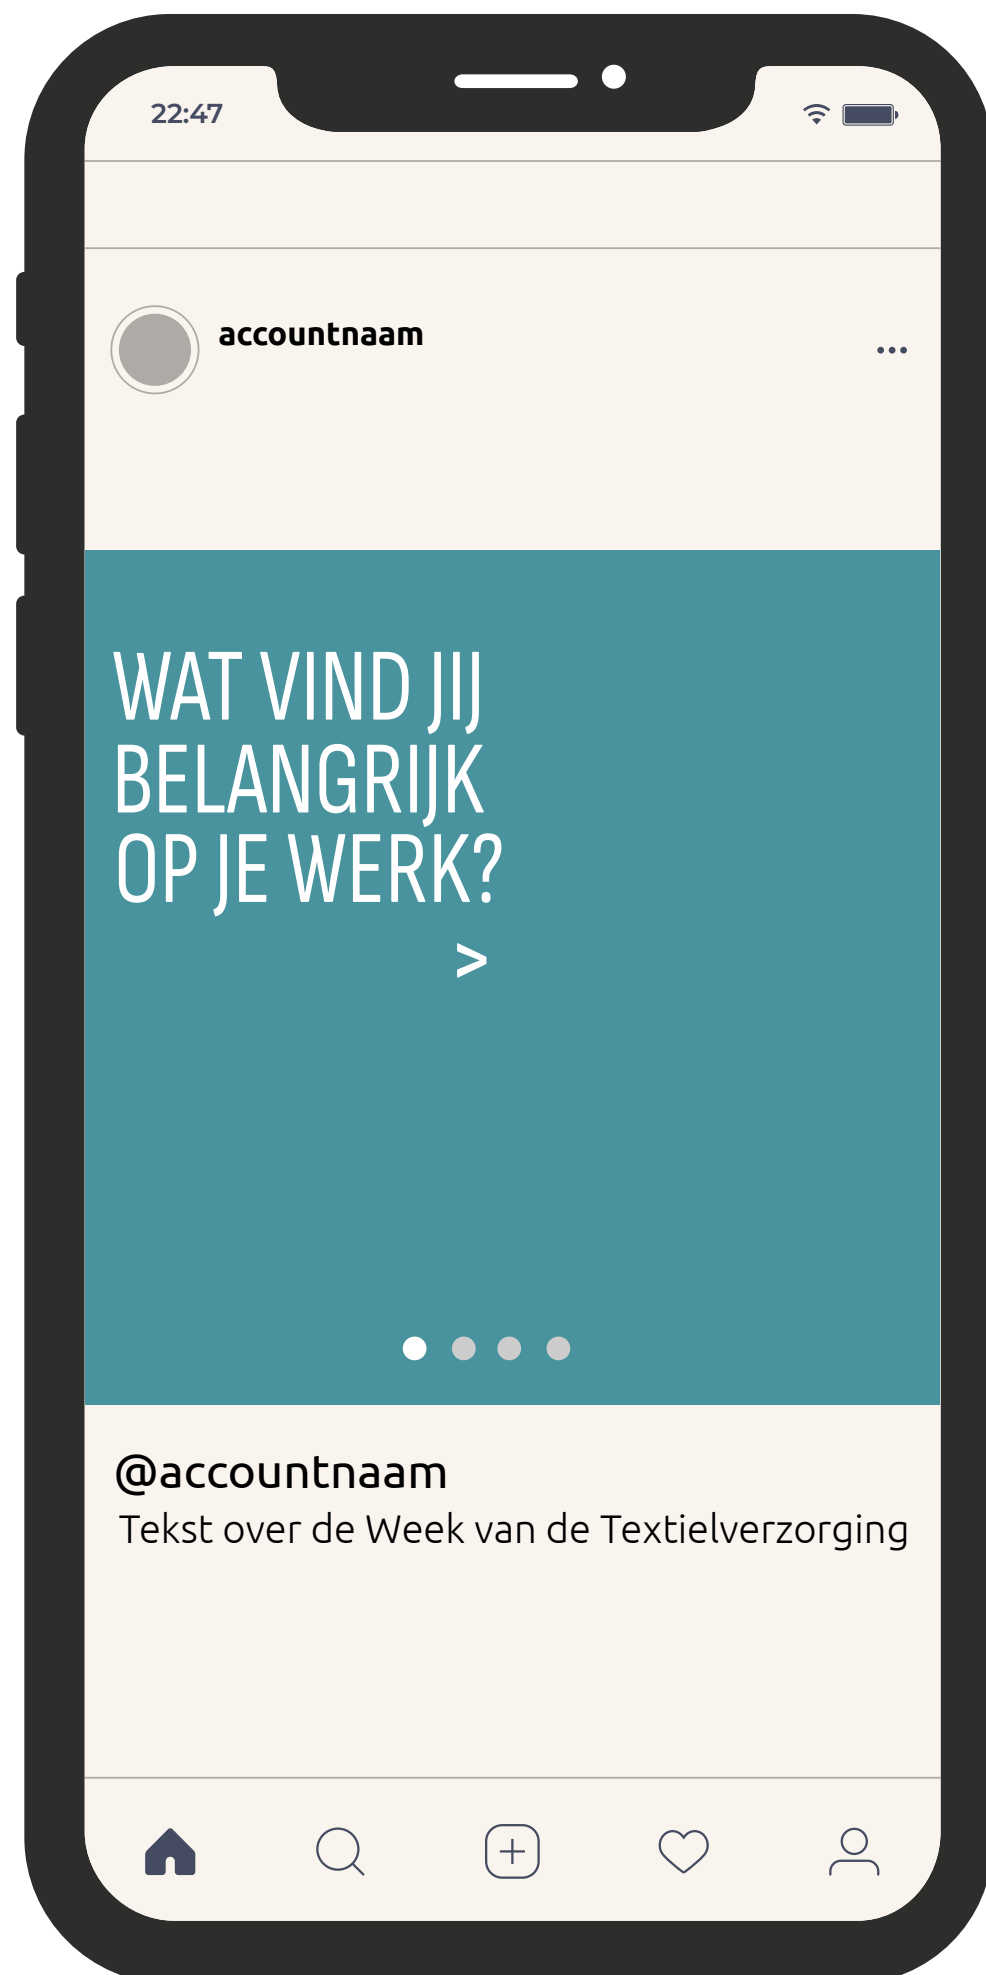 22:47
accountnaam
WAT VIND JIJ
BELANGRIJK
OP JE WERK?
>
@accountnaam
Tekst over de Week van de Textielverzorging